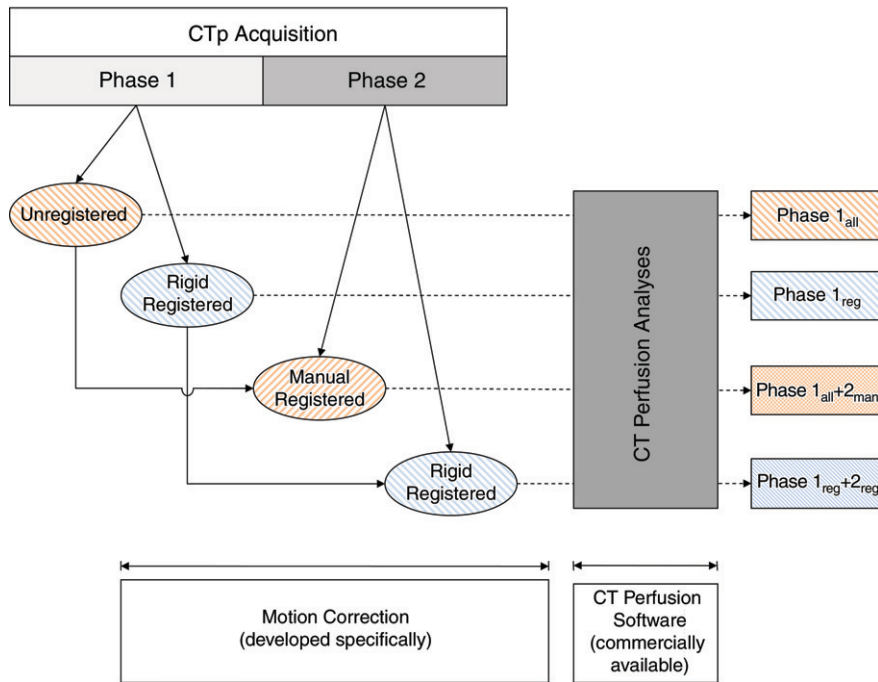 CTp Acquisition
Phase 1
Phase 2
Unregistered
Phase 1all
Rigid
Registered
Phase 1reg
Manual
Registered
Phase 1all+2man
Rigid
Registered
Phase 1reg+2reg
CT Perfusion Analyses
Motion Correction
(developed specifically)
CT Perfusion
Software
(commercially
available)